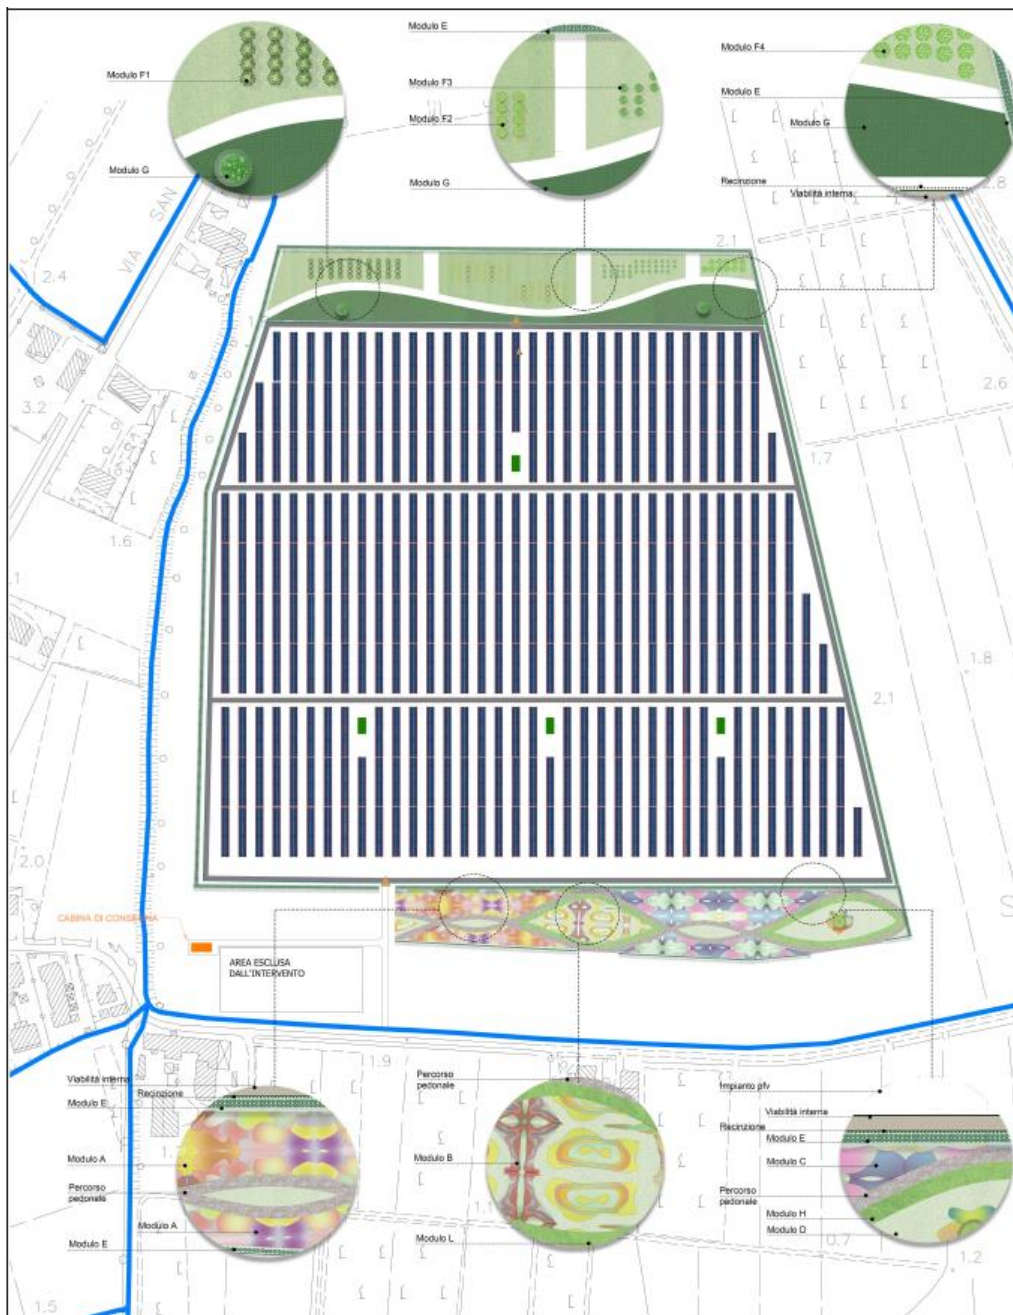 Modulo F1
Modulo G
Modulo E
Modulo F3
Modulo F2
Modulo G
Modulo F4
Modulo E
Modulo G
Recinzione
Viabilità interna
2.8
VIA SAN
2.4
2.1
2.6
3.2
1.7
1.6
1.8
2.1
2.0
CABINA DI CONSEGNA
AREA ESCLUSA
DALL'INTERVENTO
S
1.9
Viabilità interna
Recinzione
Modulo E
Modulo A
Percorso
pedonale
Modulo A
Modulo E
Percorso
pedonale
Modulo B
Modulo L
Impianto pfv
Viabilità interna
Recinzione
Modulo E
Modulo C
Percorso
pedonale
Modulo H
Modulo D
0.7
1.2
1.5